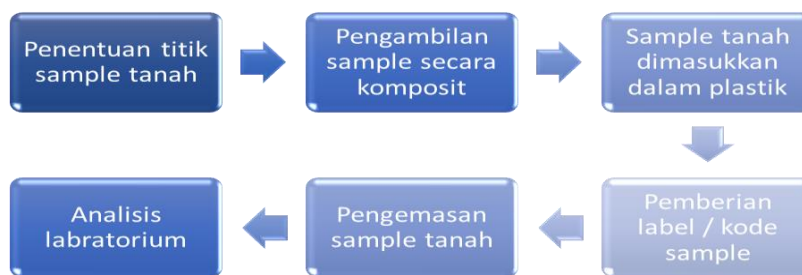 Penentuan titik
sample tanah
Pengambilan
sample secara
komposit
Sample tanah
dimasukkan
dalam plastik
Pemberian
label / kode
sample
Pengemasan
sample tanah
Analisis
labratorium